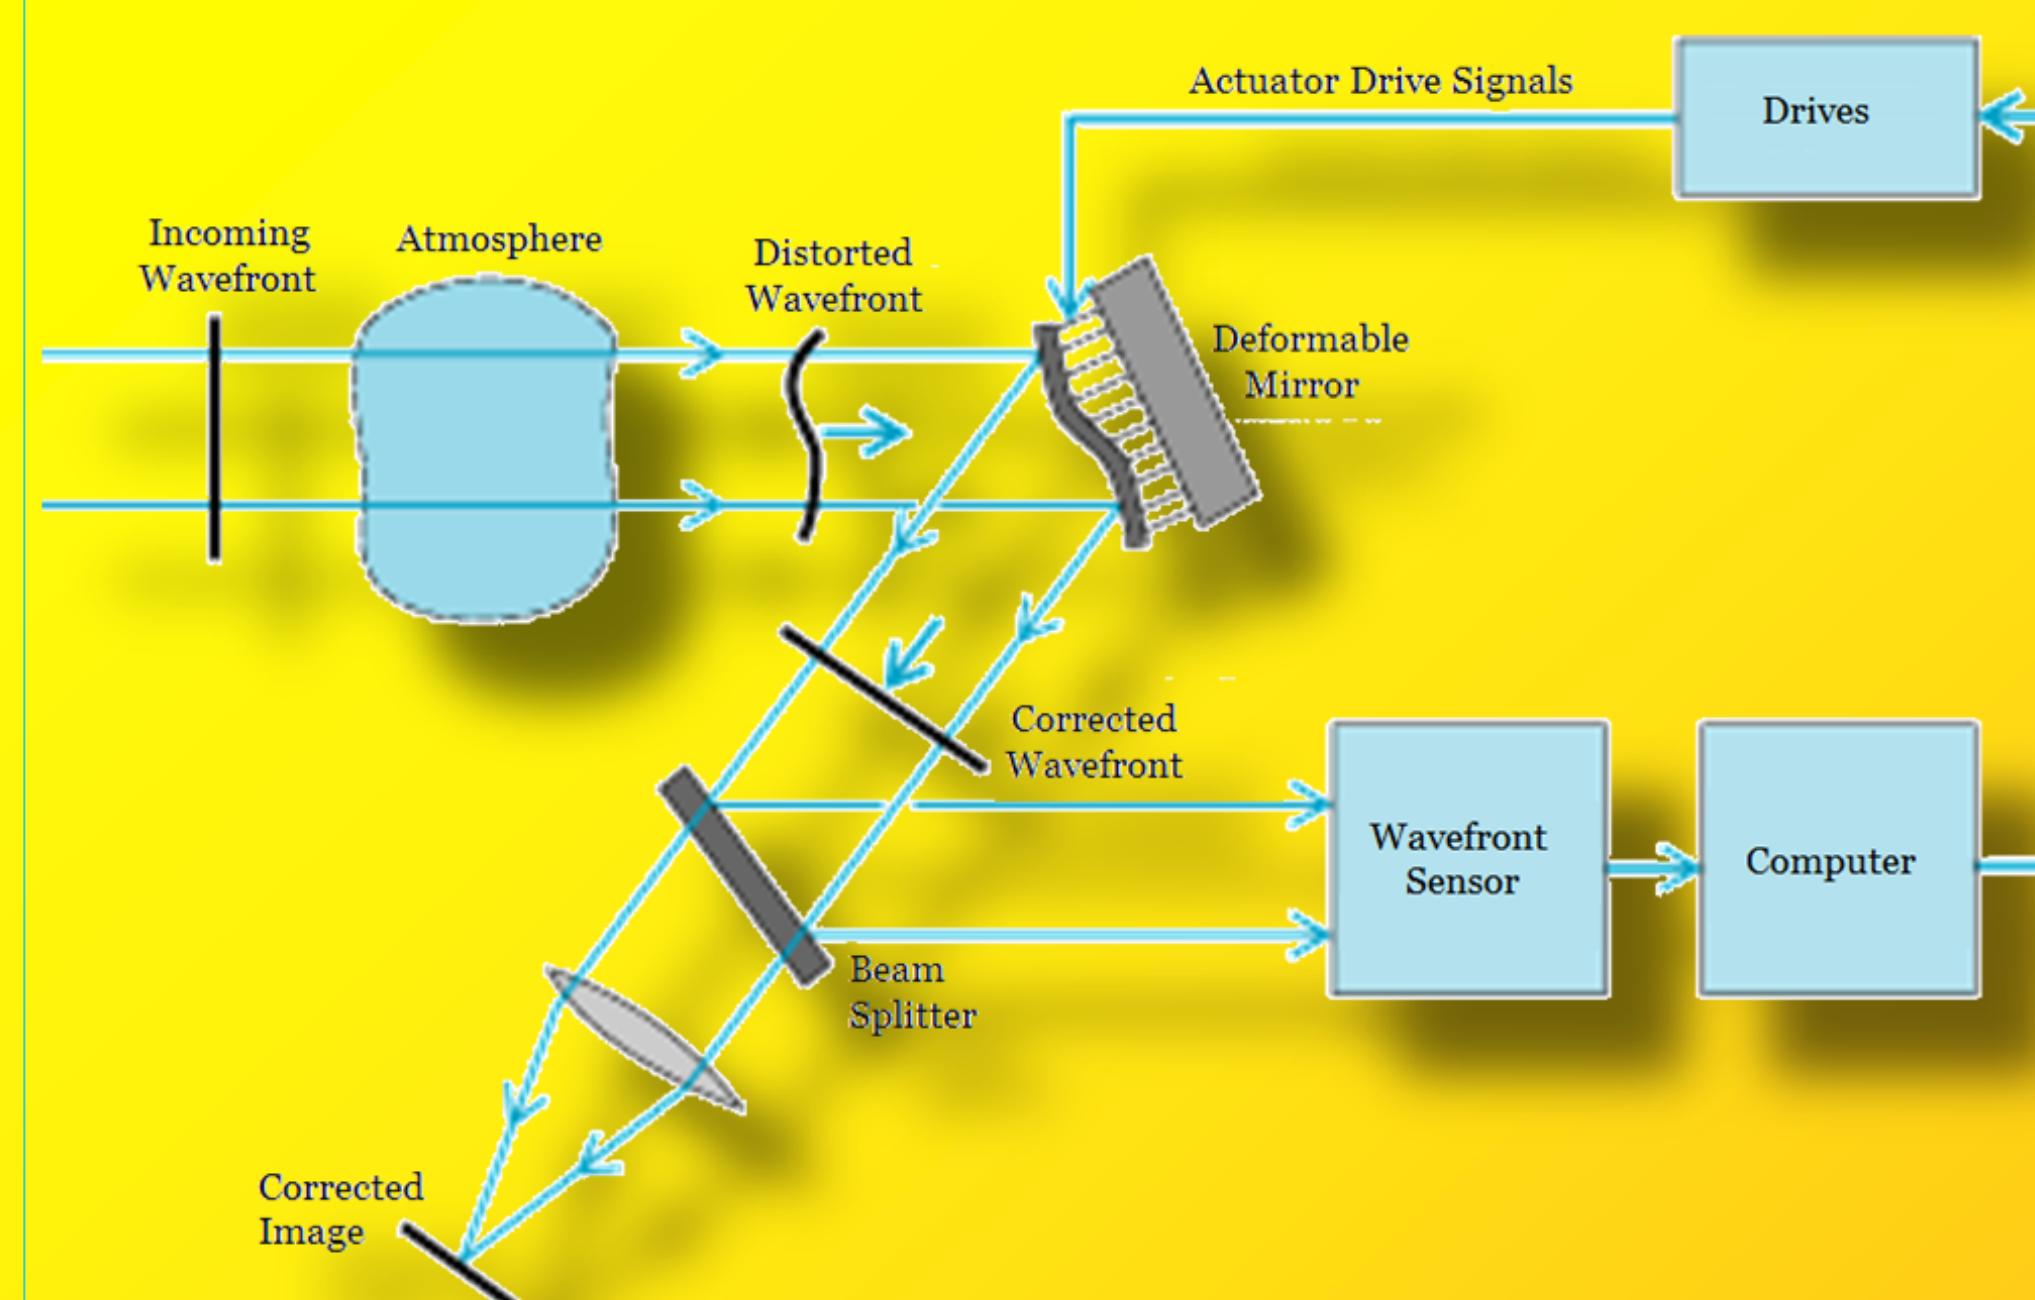 Actuator Drive Signals
Drives
Incoming
Wavefront
Atmosphere
Distorted
Wavefront
Deformable
Mirror
Corrected
Wavefront
Wavefront
Sensor
Computer
Beam
Splitter
Corrected
Image